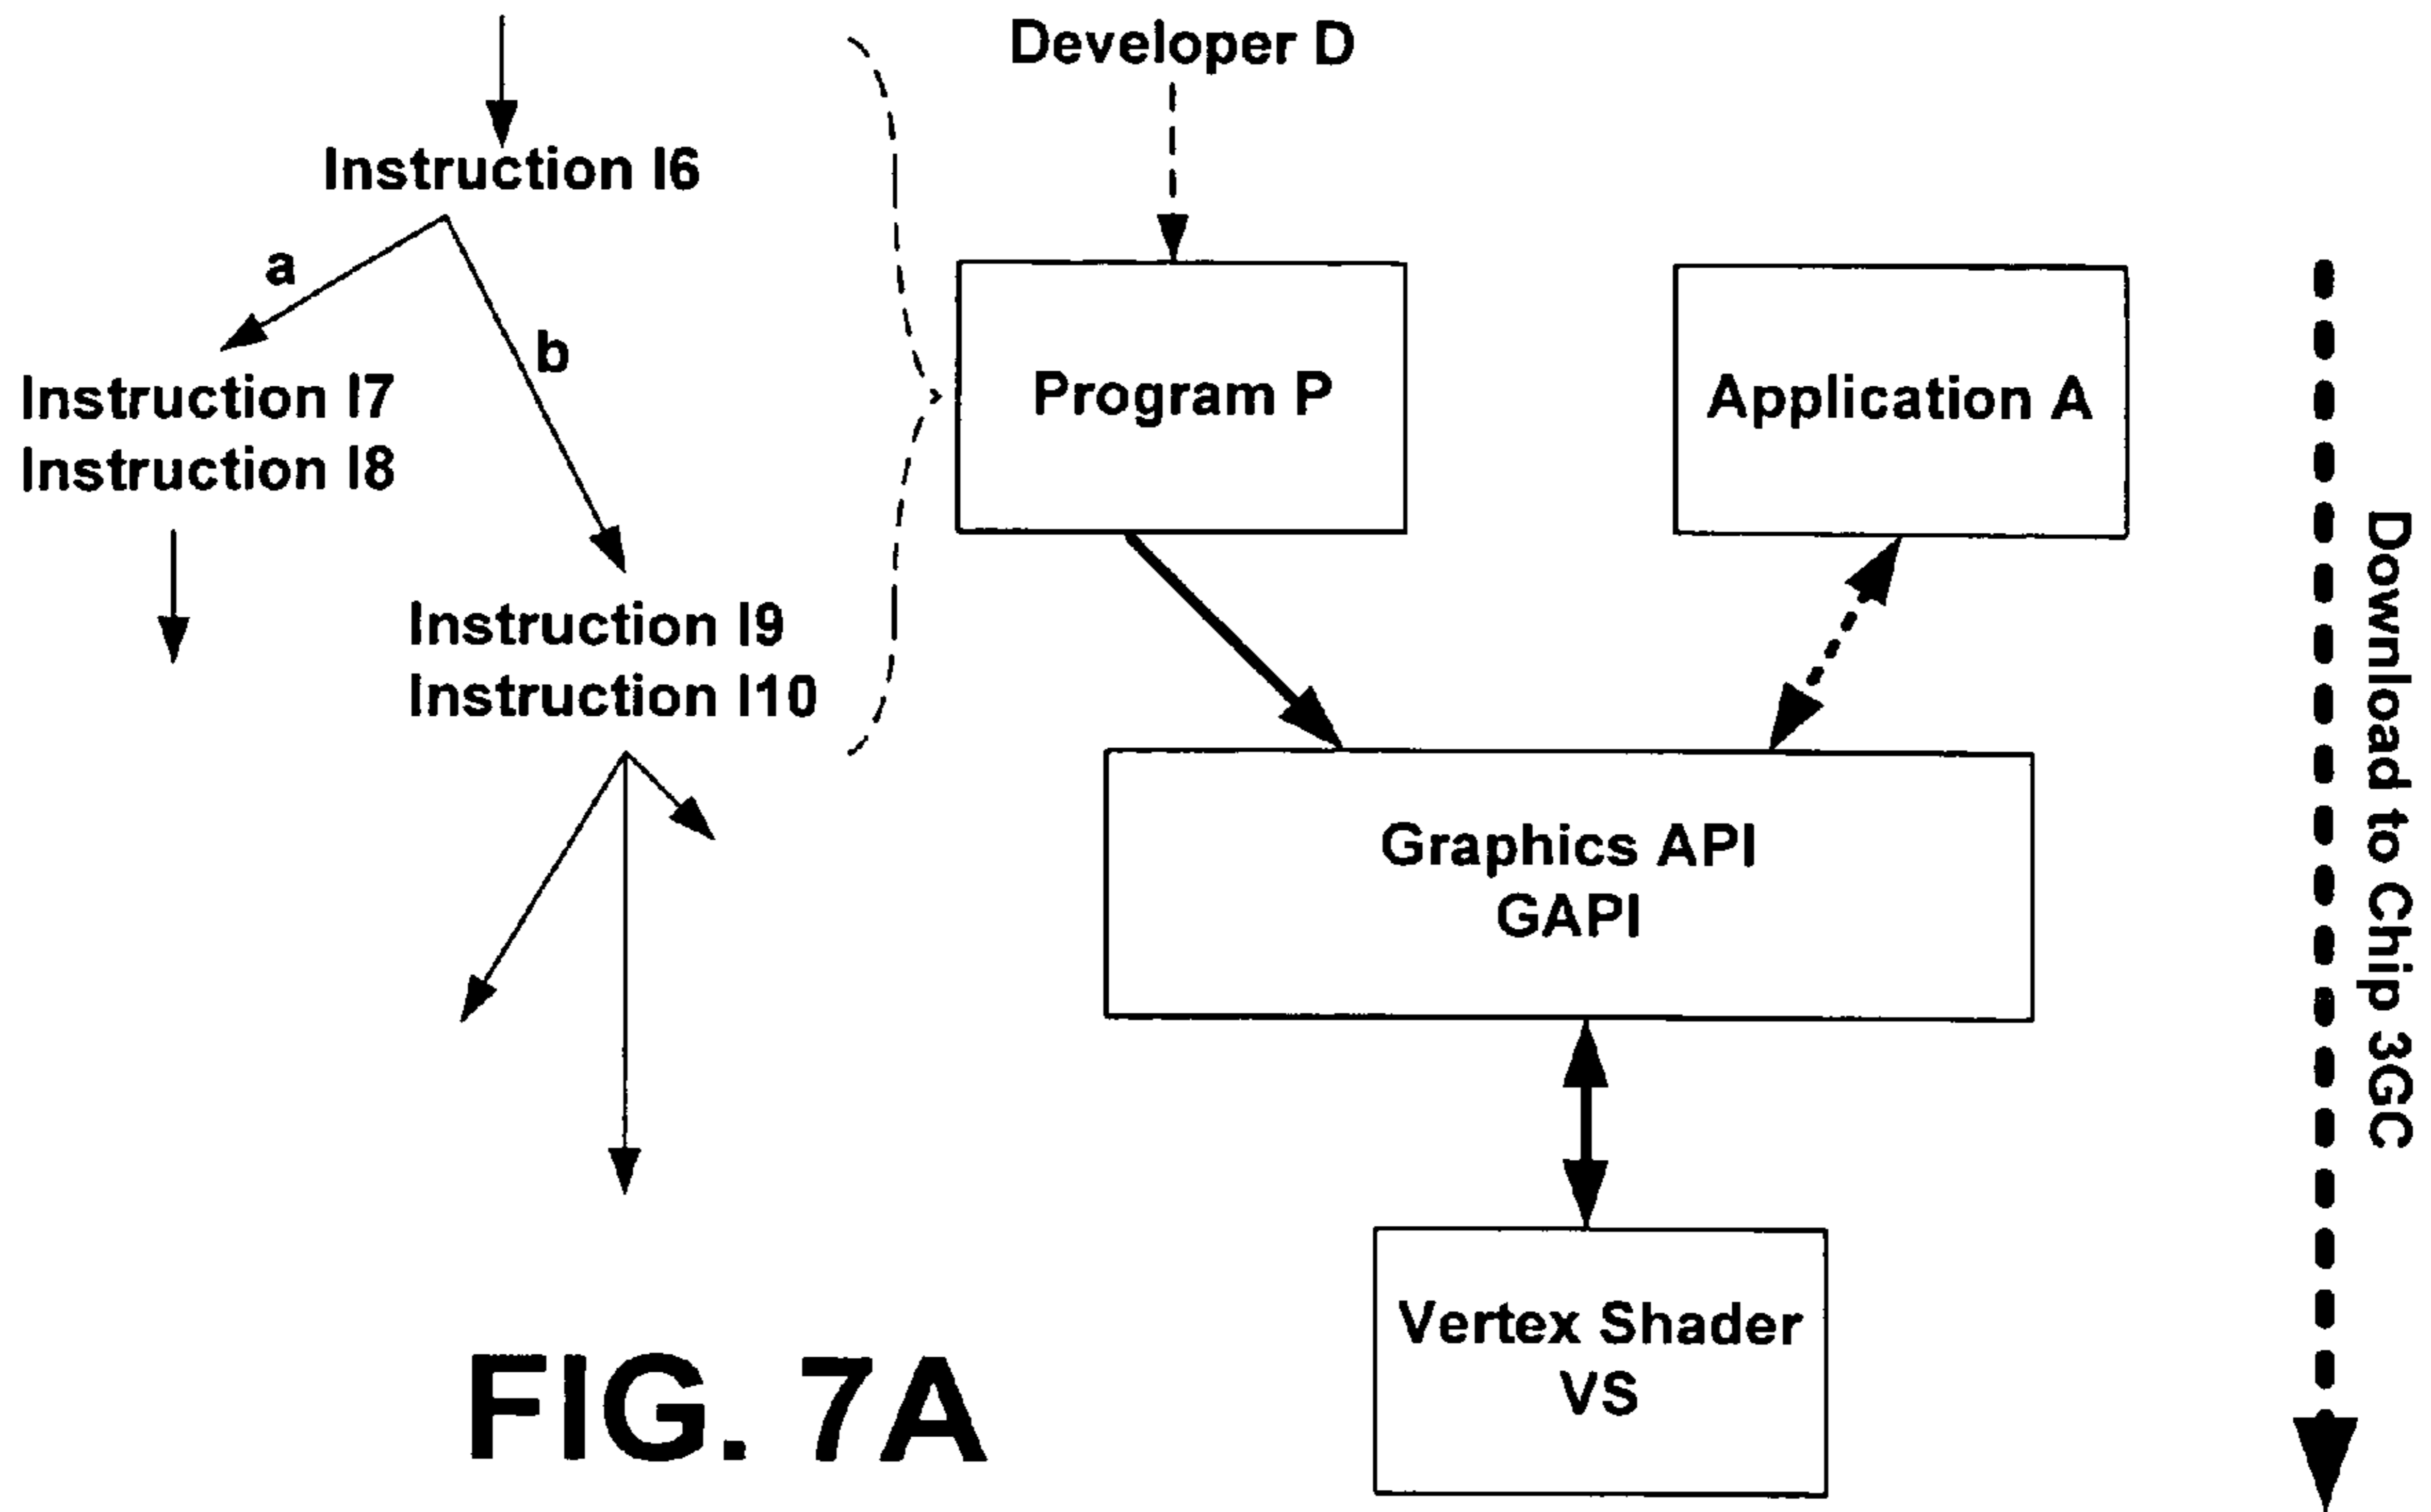 Developer D
Instruction I6
a
b
Instruction I7
Instruction I8
Instruction I9
Instruction I10
Program P
Application A
Graphics API
GAPI
Vertex Shader
VS
Download to Chip 3GC
FIG. 7A